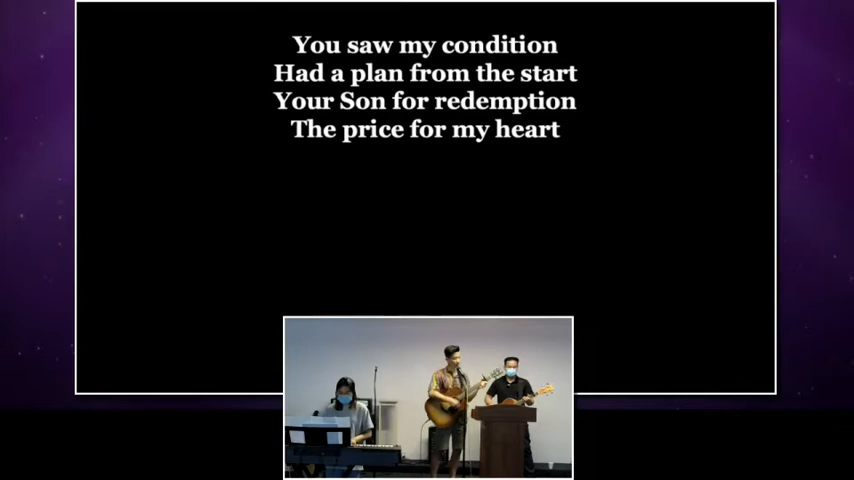 You saw my condition
Had a plan from the start
Your Son for redemption
The price for my heart